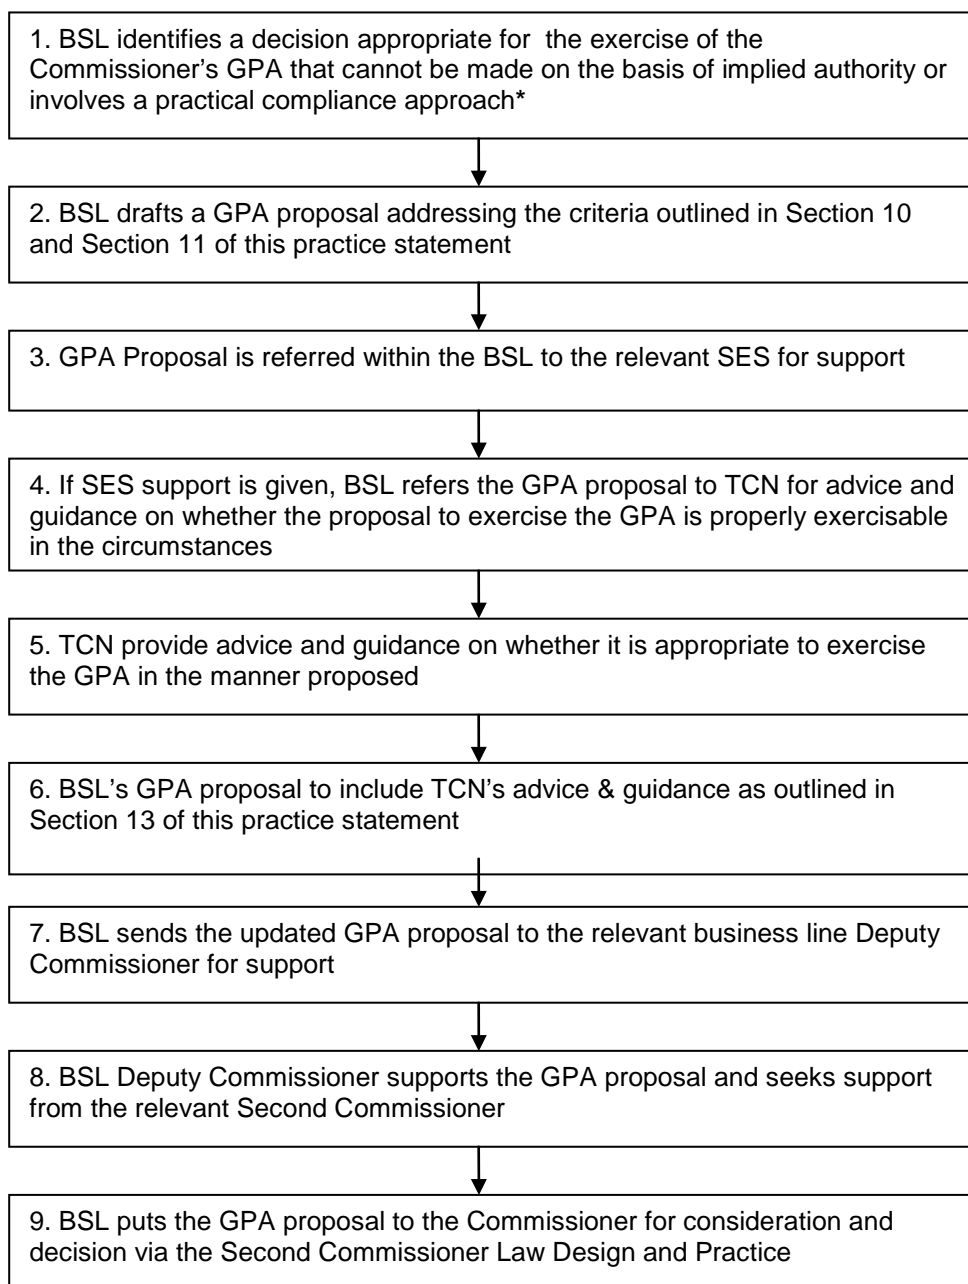 1. BSL identifies a decision appropriate for  the exercise of the
Commissioner's GPA that cannot be made on the basis of implied authority or
involves a practical compliance approach*
2. BSL drafts a GPA proposal addressing the criteria outlined in Section 10
and Section 11 of this practice statement
3. GPA Proposal is referred within the BSL to the relevant SES for support
4. If SES support is given, BSL refers the GPA proposal to TCN for advice and
guidance on whether the proposal to exercise the GPA is properly exercisable
in the circumstances
5. TCN provide advice and guidance on whether it is appropriate to exercise
the GPA in the manner proposed
6. BSL's GPA proposal to include TCN's advice & guidance as outlined in
Section 13 of this practice statement
7. BSL sends the updated GPA proposal to the relevant business line Deputy
Commissioner for support
8. BSL Deputy Commissioner supports the GPA proposal and seeks support
from the relevant Second Commissioner
9. BSL puts the GPA proposal to the Commissioner for consideration and
decision via the Second Commissioner Law Design and Practice